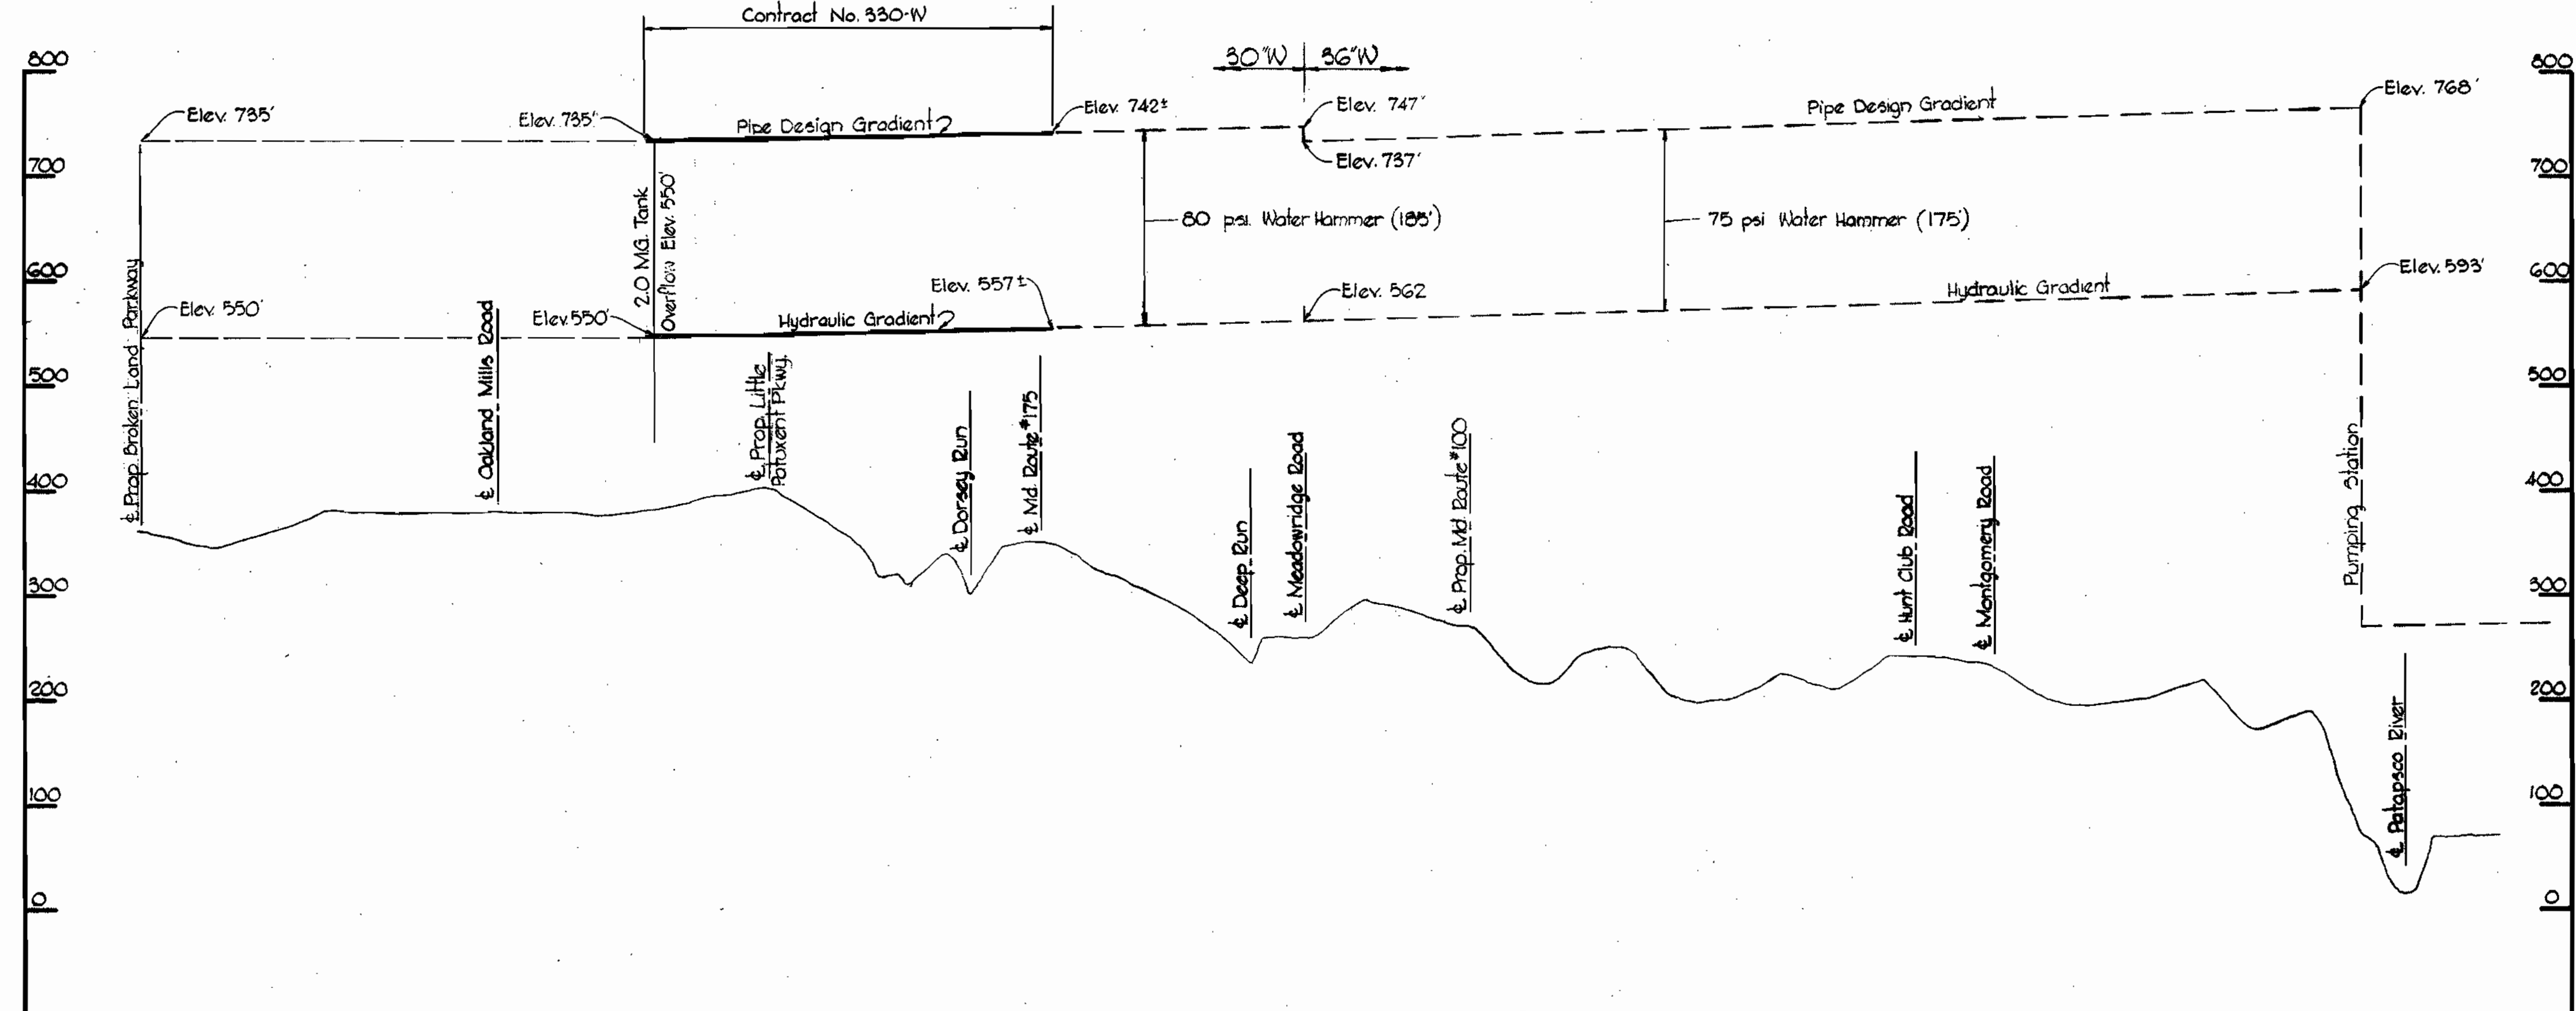 Contract No. 330-W
30"W
36"W
800
800
Elev. 735'
Elev. 735'
Pipe Design Gradient
Elev. 742±
Elev. 747'
Pipe Design Gradient
Elev. 768'
Elev. 737'
700
700
2.0 M.G. Tank
Overflow Elev. 550'
80 psi. Water Hammer (185')
75 psi Water Hammer (175')
600
600
Elev. 550'
Elev. 550'
Hydraulic Gradient
Elev. 557±
Elev. 562
Hydraulic Gradient
Elev. 593'
500
500
℄ Prop. Broken Land Parkway
℄ Oakland Mills Road
℄ Prop. Little
Patuxent Pkwy.
℄ Dorsey Run
℄ Md. Route #175
℄ Deep Run
℄ Meadowridge Road
℄ Prop. Md. Route #100
℄ Hunt Club Road
℄ Montgomery Road
Pumping Station
℄ Patapsco River
400
400
300
300
200
200
100
100
0
0